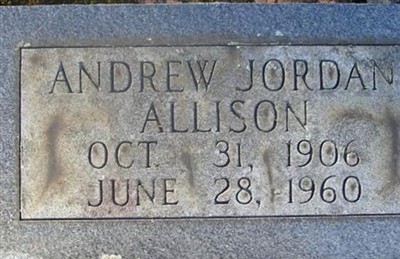 ANDREW JORDAN
ALLISON
OCT. 31, 1906
JUNE 28, 1960